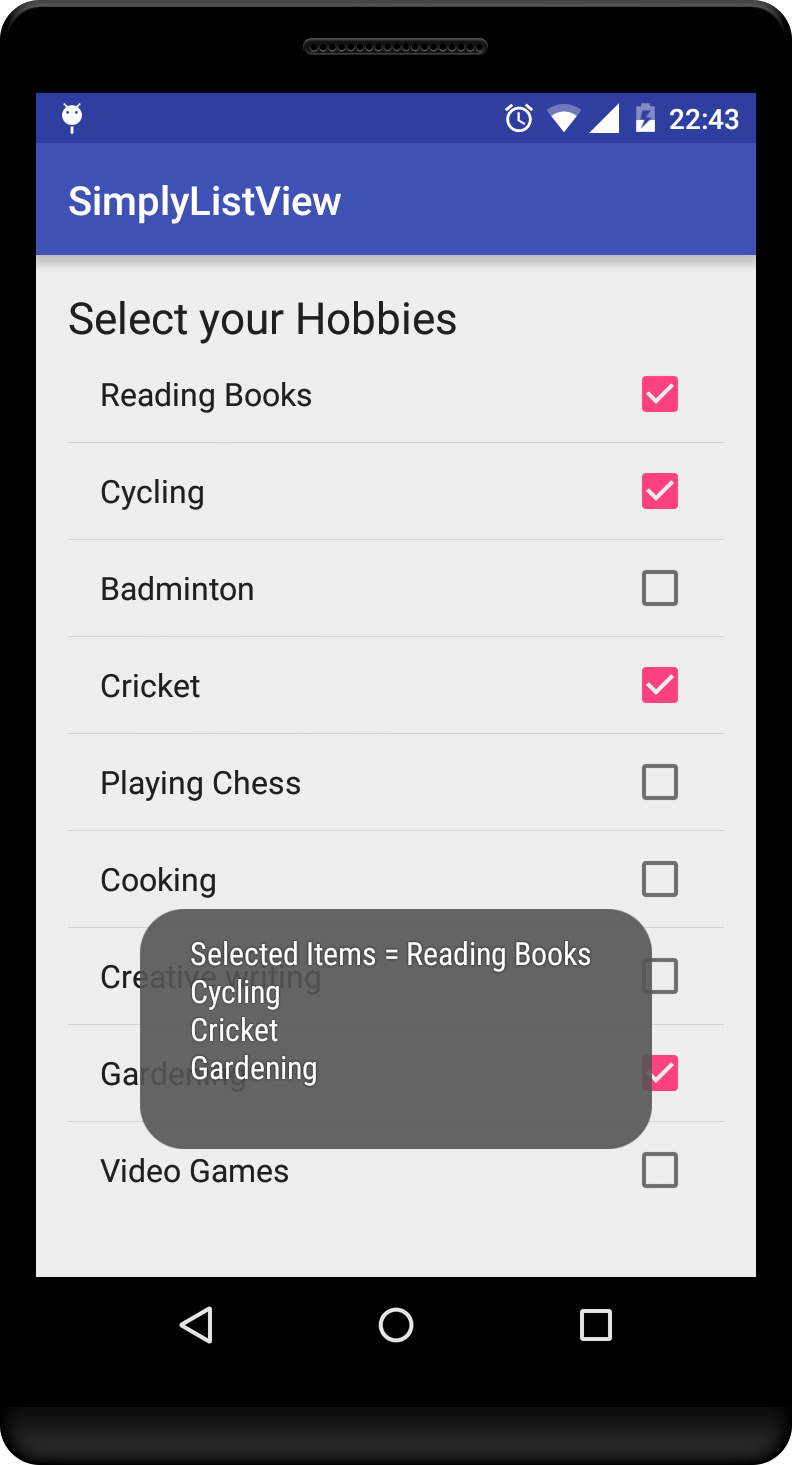 22:43
SimplyListView
Select your Hobbies
Reading Books
Cycling
Badminton
Cricket
Playing Chess
Cooking
Creative writing
Gardening
Video Games
Selected Items = Reading Books
Cycling
Cricket
Gardening